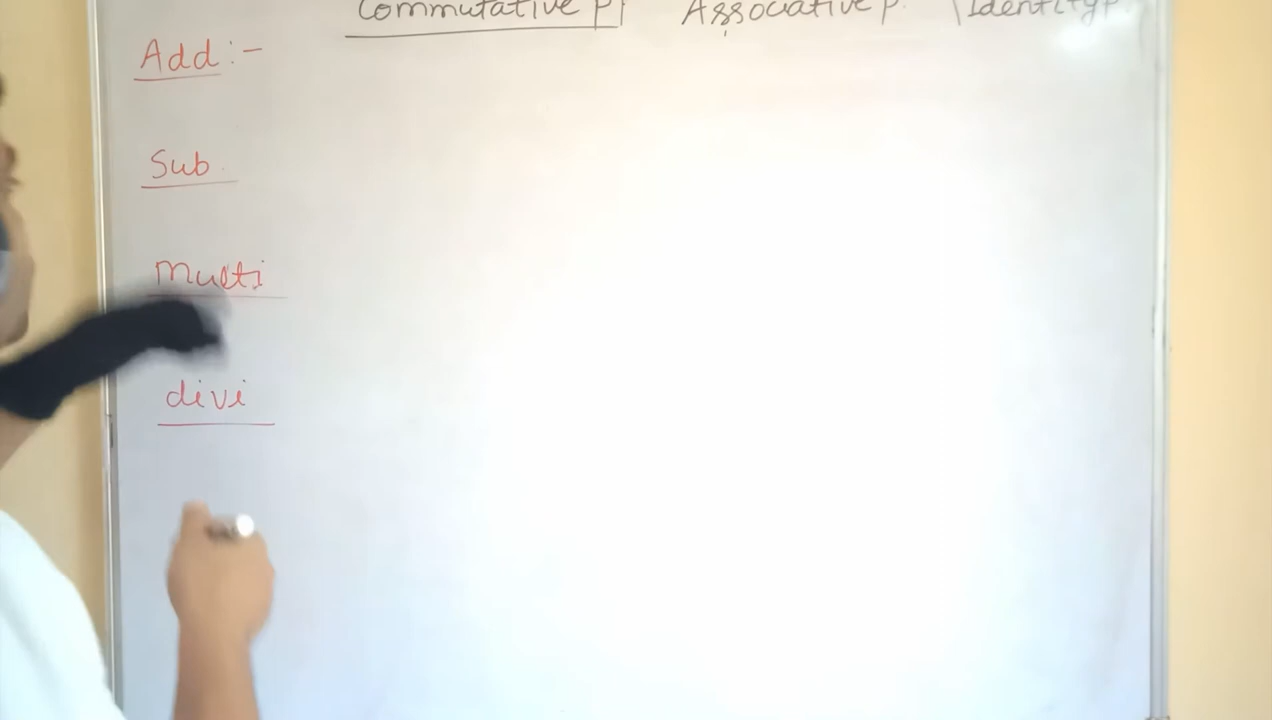 Commutative P| Associative p. |Identity p.
Add:-
Sub.
Multi
divi